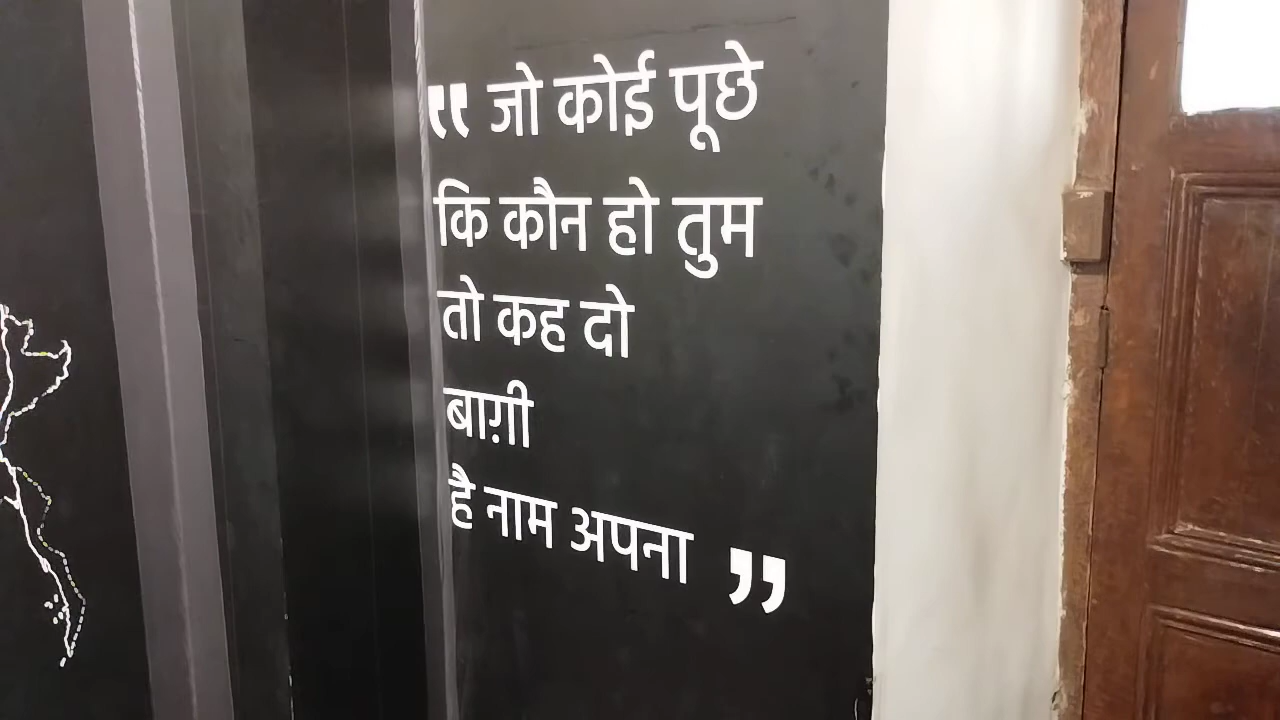 “ जो कोई पूछे
कि कौन हो तुम
तो कह दो
बाग़ी
है नाम अपना ”